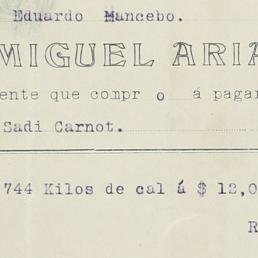 Eduardo Mancebo.
MIGUEL ARIA
ente que compr o á pagar
Sadi Carnot.
744 Kilos de cal á $ 12,0
R